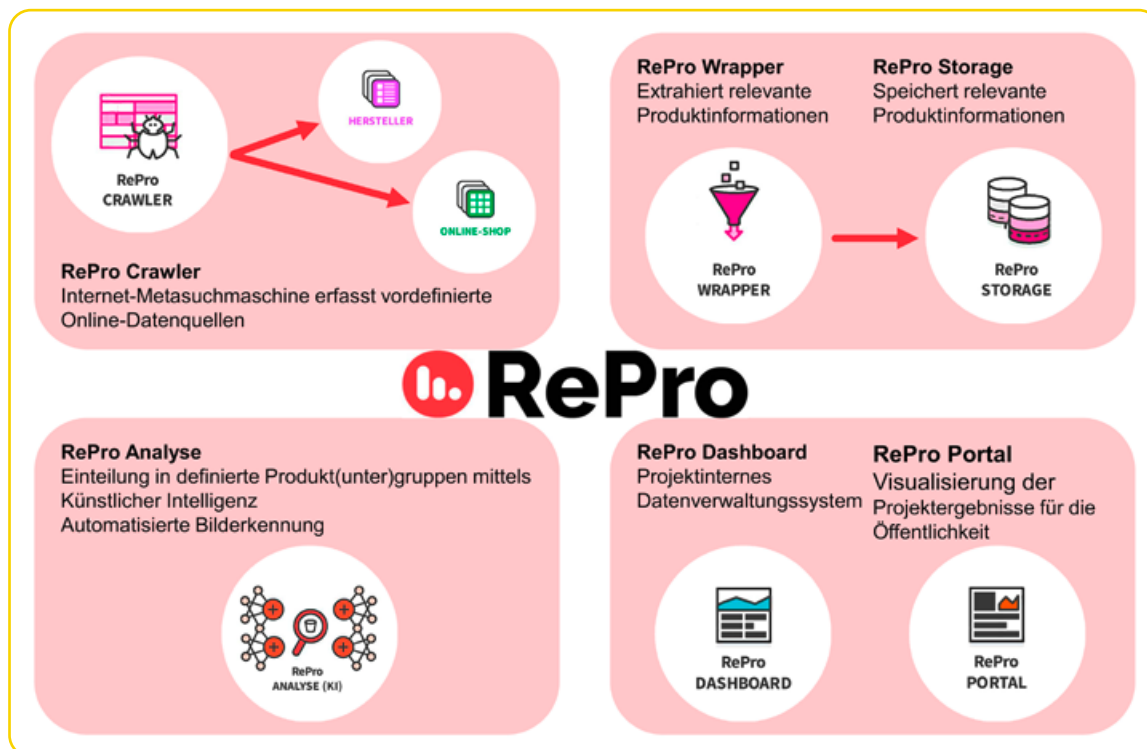 HERSTELLER
RePro
CRAWLER
ONLINE-SHOP
RePro Crawler
Internet-Metasuchmaschine erfasst vordefinierte
Online-Datenquellen
RePro Wrapper
Extrahiert relevante
Produktinformationen
RePro Storage
Speichert relevante
Produktinformationen
RePro
WRAPPER
RePro
STORAGE
RePro
RePro Analyse
Einteilung in definierte Produkt(unter)gruppen mittels
Künstlicher Intelligenz
Automatisierte Bilderkennung
RePro
ANALYSE (KI)
RePro Dashboard
Projektinternes
Datenverwaltungssystem
RePro Portal
Visualisierung der
Projektergebnisse für die
Öffentlichkeit
RePro
DASHBOARD
RePro
PORTAL